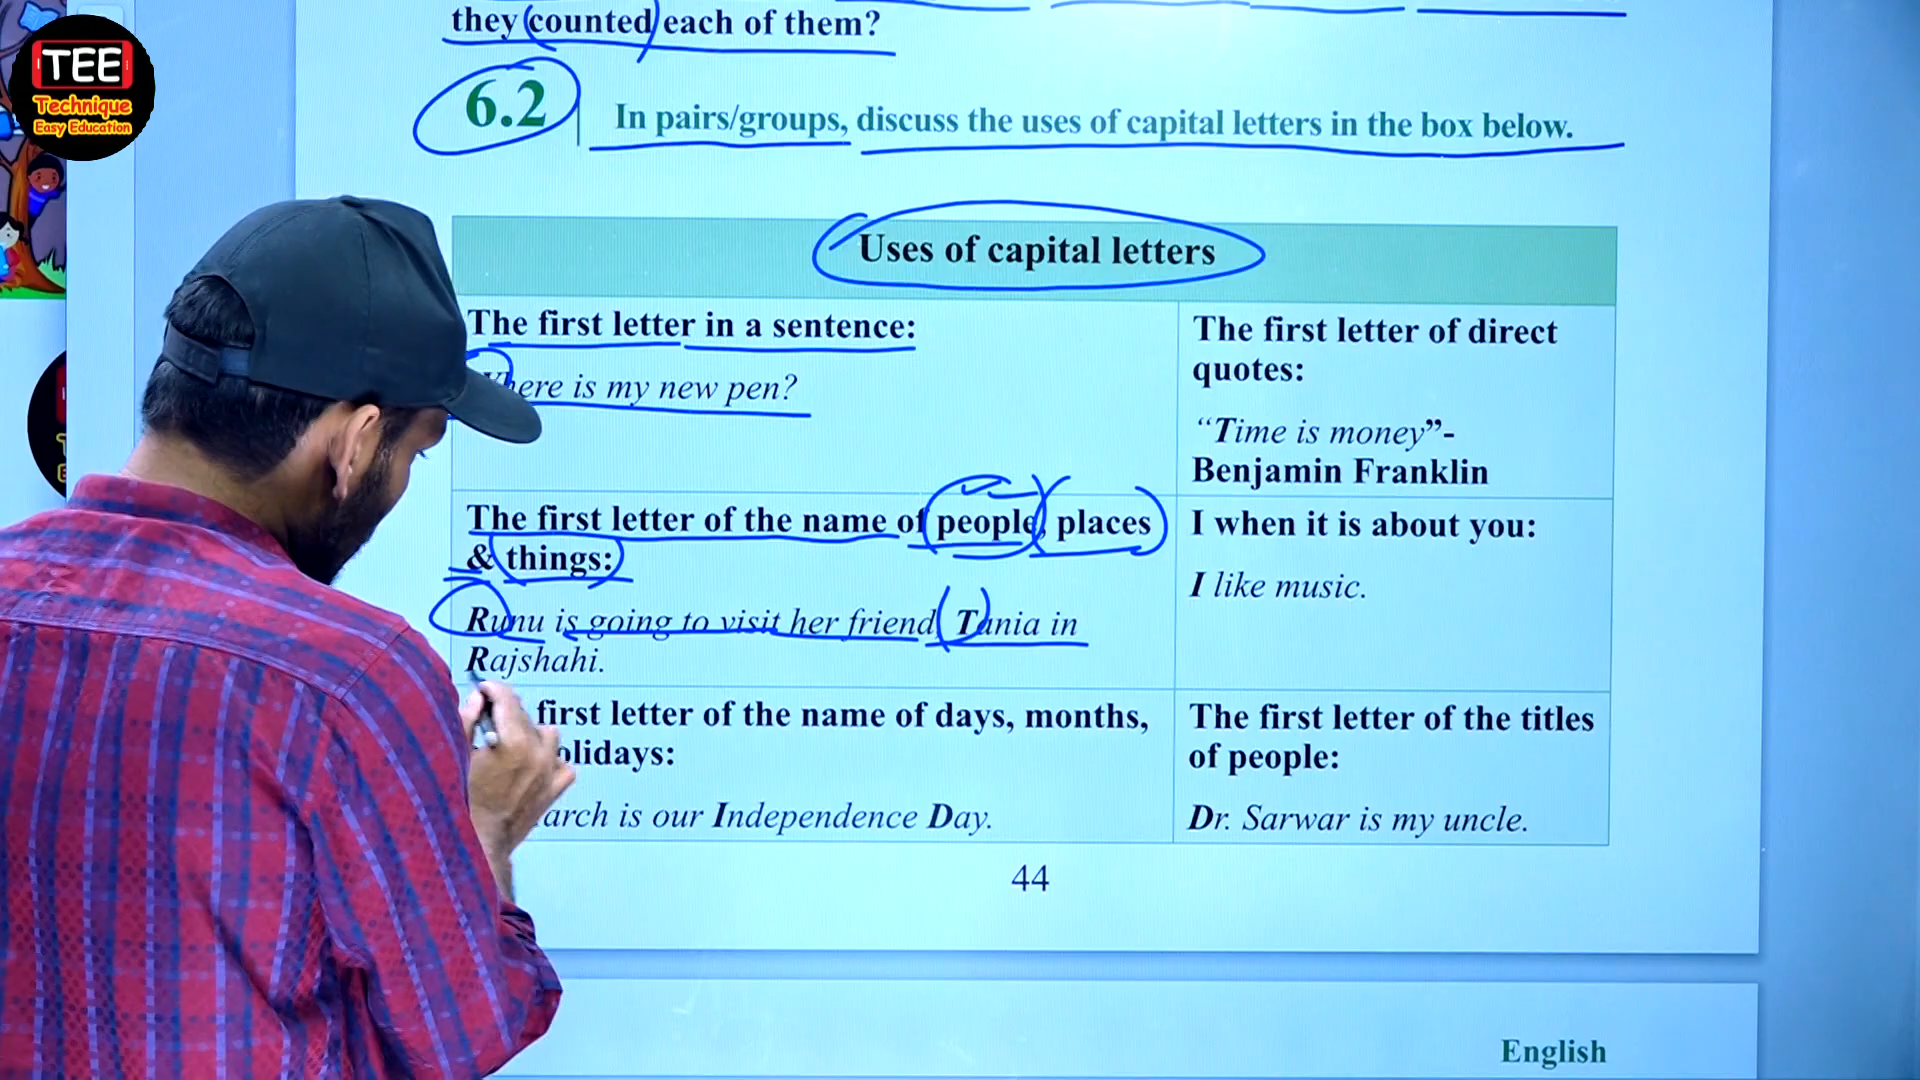 TEE
Technique
Easy Education
they counted each of them?
6.2 In pairs/groups, discuss the uses of capital letters in the box below.
Uses of capital letters
The first letter in a sentence:
here is my new pen?
The first letter of direct
quotes:
“Time is money”-
Benjamin Franklin
The first letter of the name of people, places
& things:
Runu is going to visit her friend Tania in
Rajshahi.
I when it is about you:
I like music.
first letter of the name of days, months,
olidays:
arch is our Independence Day.
The first letter of the titles
of people:
Dr. Sarwar is my uncle.
44
English